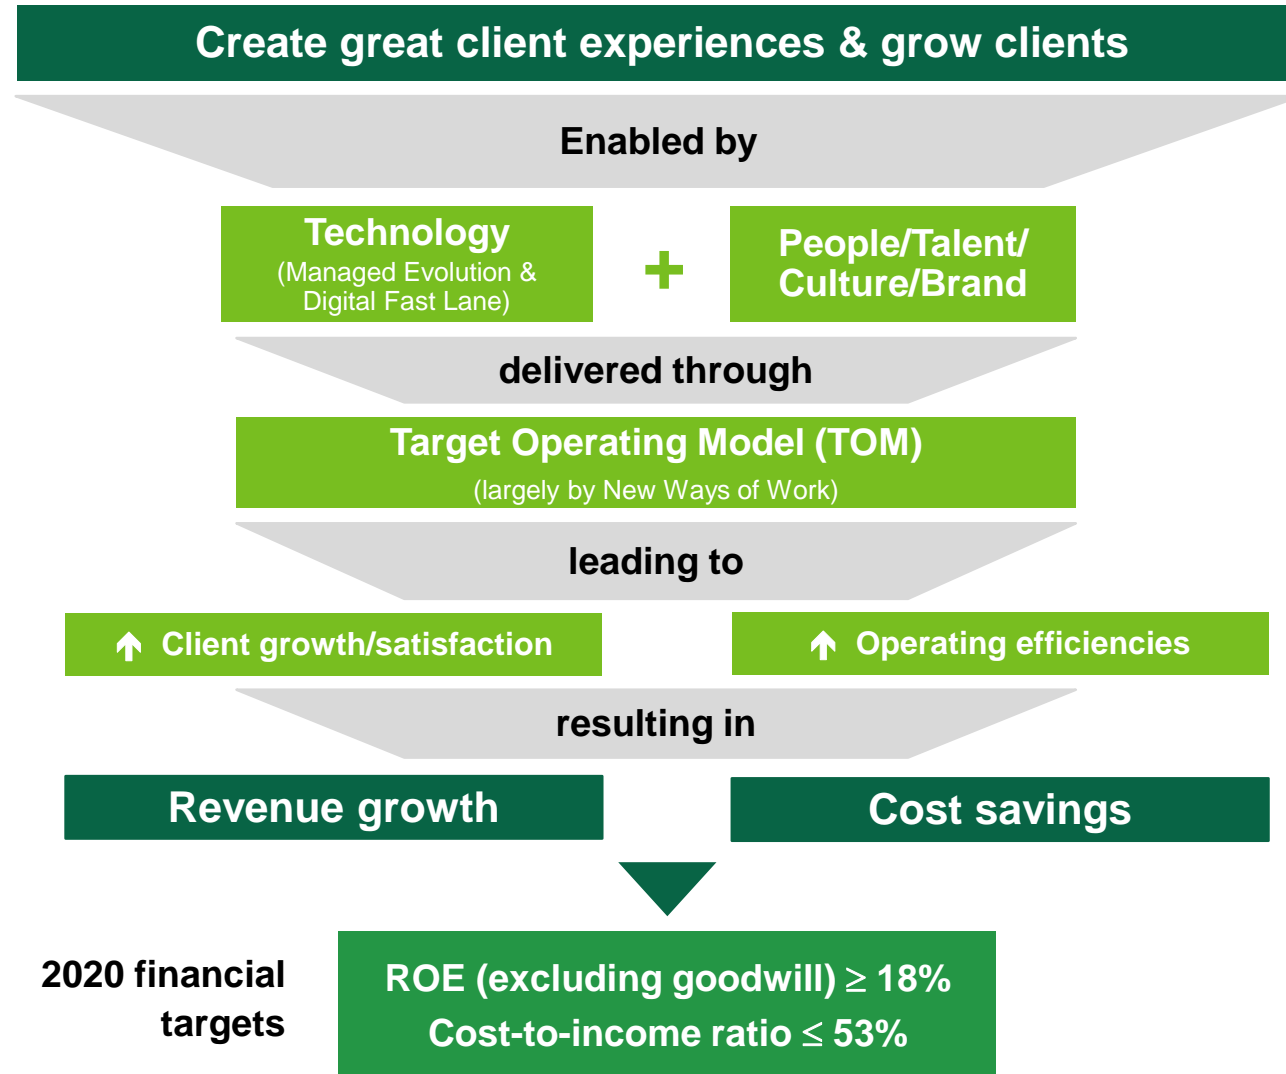 Create great client experiences & grow clients
Enabled by
Technology
(Managed Evolution &
Digital Fast Lane)
+
People/Talent/
Culture/Brand
delivered through
Target Operating Model (TOM)
(largely by New Ways of Work)
leading to
Client growth/satisfaction
Operating efficiencies
resulting in
Revenue growth
Cost savings
2020 financial
targets
ROE (excluding goodwill) ≥ 18%
Cost-to-income ratio ≤ 53%